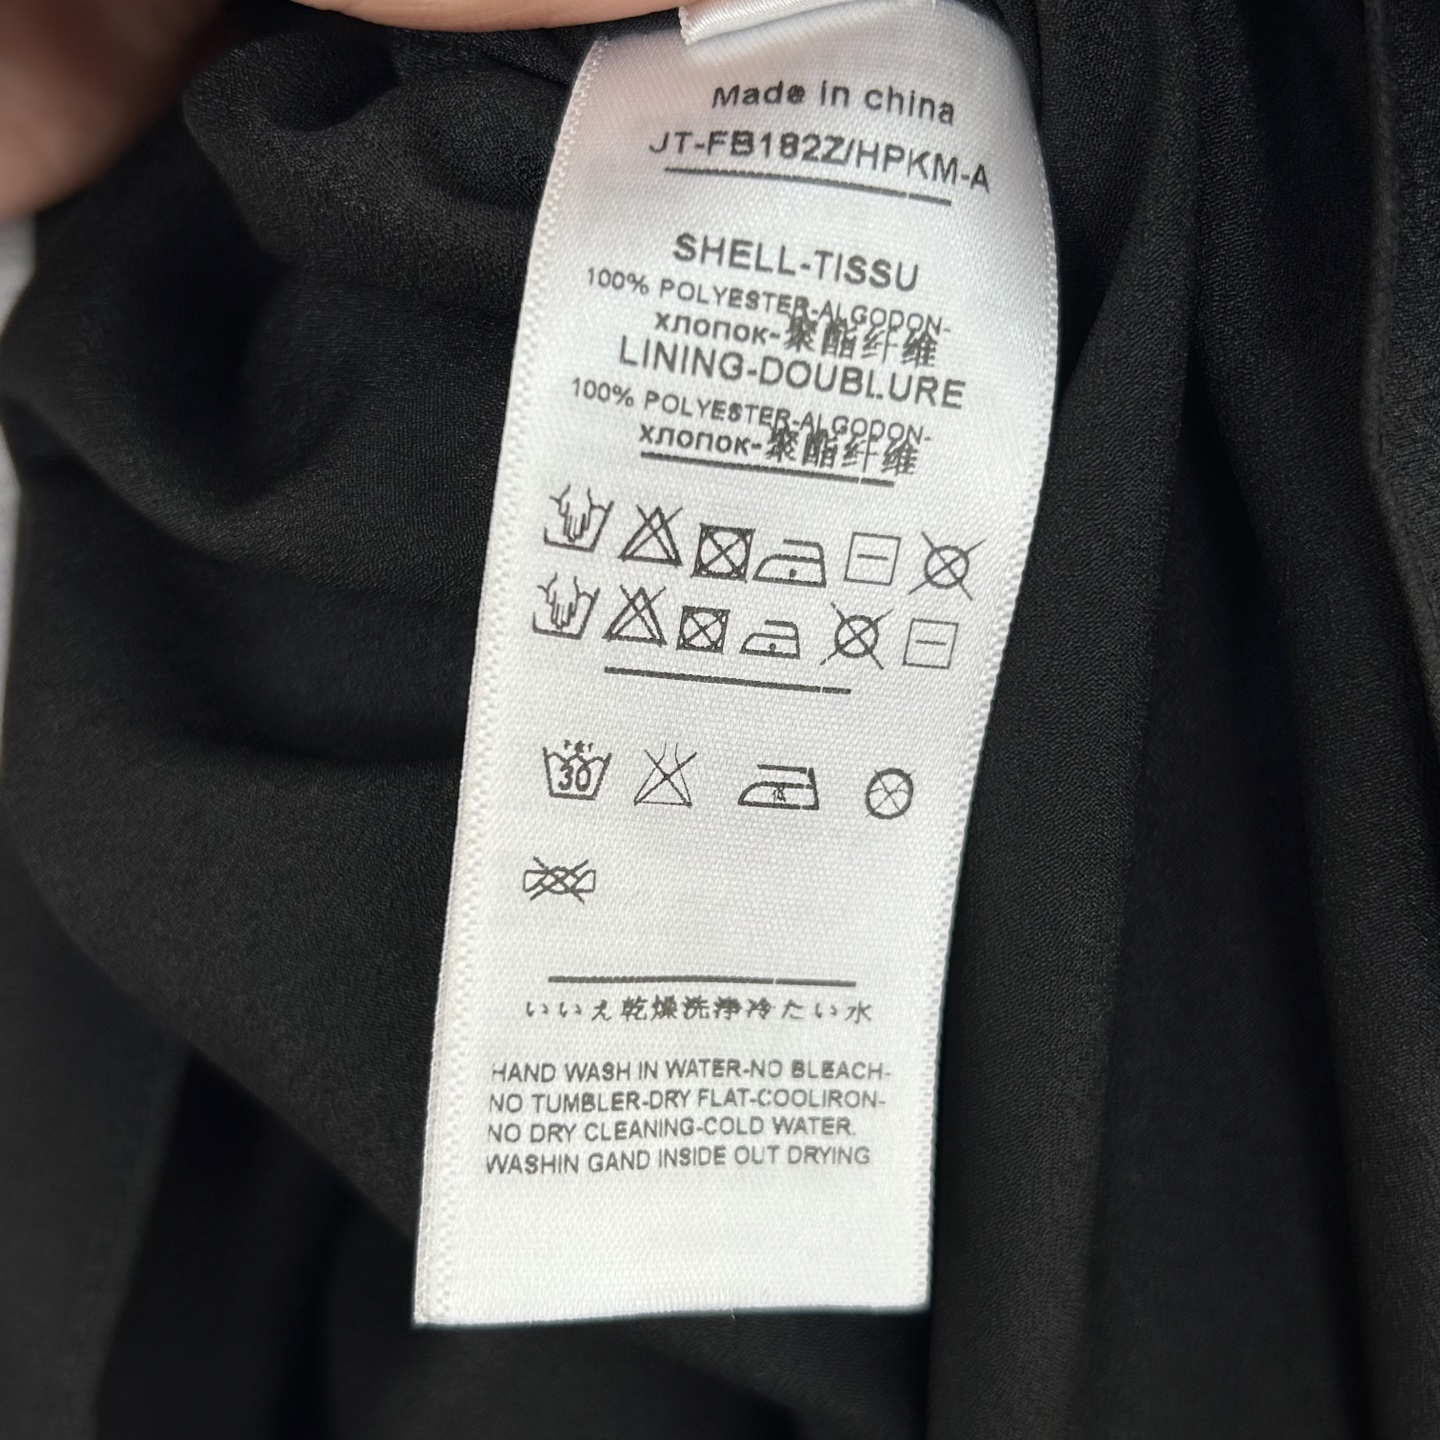 Made in china
JT-FB182Z/HPKM-A
SHELL-TISSU
100% POLYESTER-ALGODON-
хлопок-聚酯纤维
LINING-DOUBLURE
100% POLYESTER-ALGODON-
хлопок-聚酯纤维
30
いいえ乾燥洗浄冷たい水
HAND WASH IN WATER-NO BLEACH-
NO TUMBLER-DRY FLAT-COOLIRON-
NO DRY CLEANING-COLD WATER.
WASHIN GAND INSIDE OUT DRYING